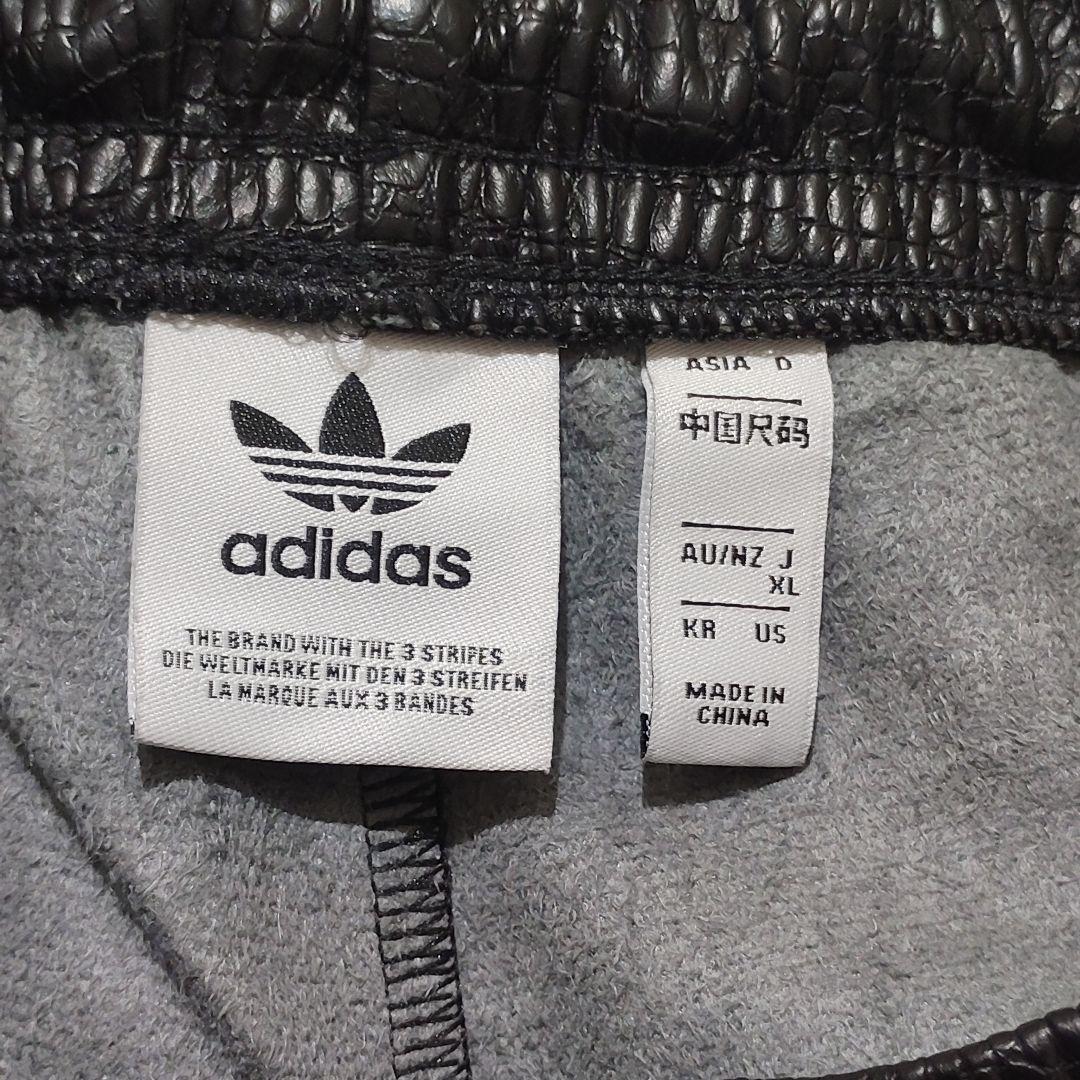 adidas
THE BRAND WITH THE 3 STRIPES
DIE WELTMARKE MIT DEN 3 STREIFEN
LA MARQUE AUX 3 BANDES
ASIA D
中国尺码
AU/NZ J
XL
KR US
MADE IN
CHINA